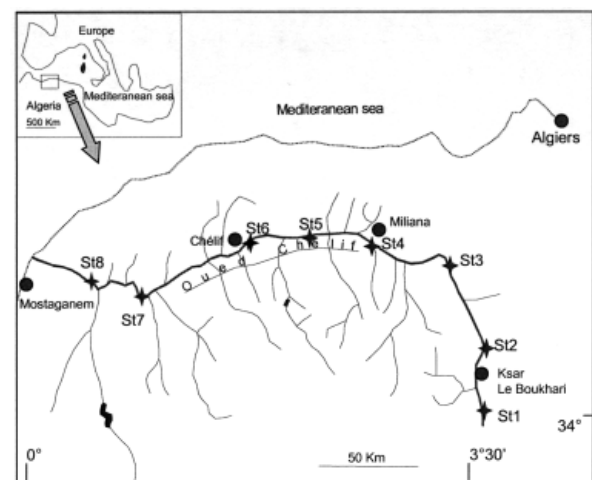 Europe
Mediteranean sea
Algeria
500 Km
Mediteranean sea
Algiers
Miliana
St5
St6
Chélif
St4
Oued Chélif
St3
St8
Mostaganem
St7
St2
Ksar
Le Boukhari
St1
34°
0°
50 Km
3°30'